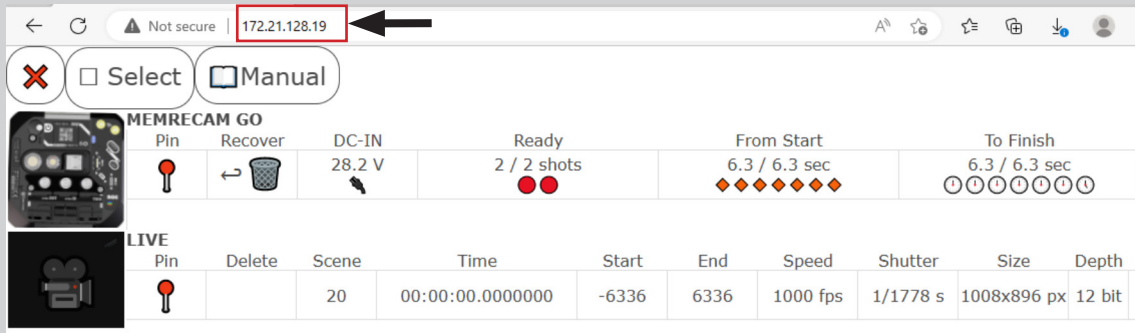 Not secure 172.21.128.19
Select Manual
MEMRECAM GO
Pin Recover DC-IN Ready From Start To Finish
28.2 V 2 / 2 shots 6.3 / 6.3 sec 6.3 / 6.3 sec
LIVE
Pin Delete Scene Time Start End Speed Shutter Size Depth
20 00:00:00.0000000 -6336 6336 1000 fps 1/1778 s 1008x896 px 12 bit